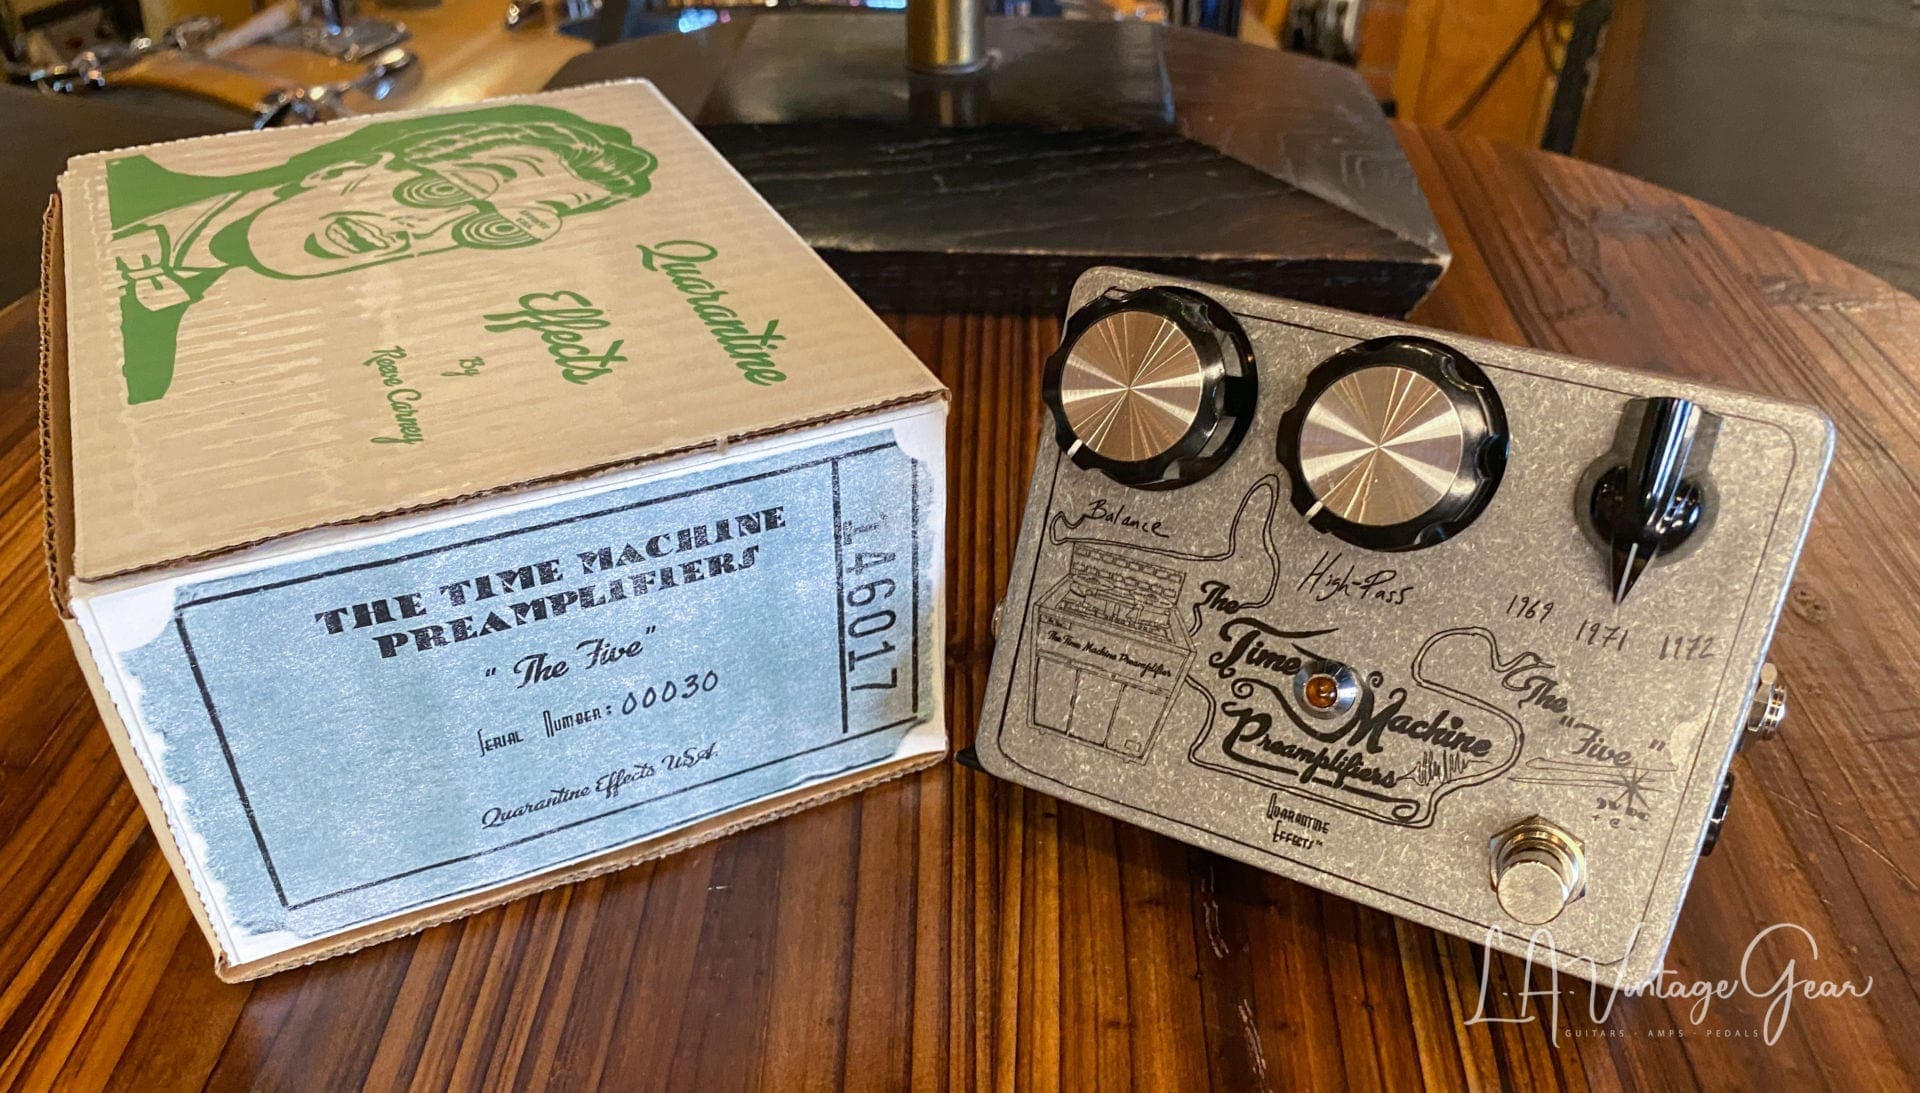 Quarantine
Effects
By
Reeve Carney
THE TIME MACHINE
PREAMPLIFIERS
"The Five"
SERIAL NUMBER: 00030
Quarantine Effects U.S.A.
146017
Balance
High-Pass
1969 1971 1972
The Time Machine Preamplifier
The
Time
Machine
Preamplifiers
The
"Five"
QUARANTINE
EFFECTS™
L.A. Vintage Gear
GUITARS - AMPS - PEDALS